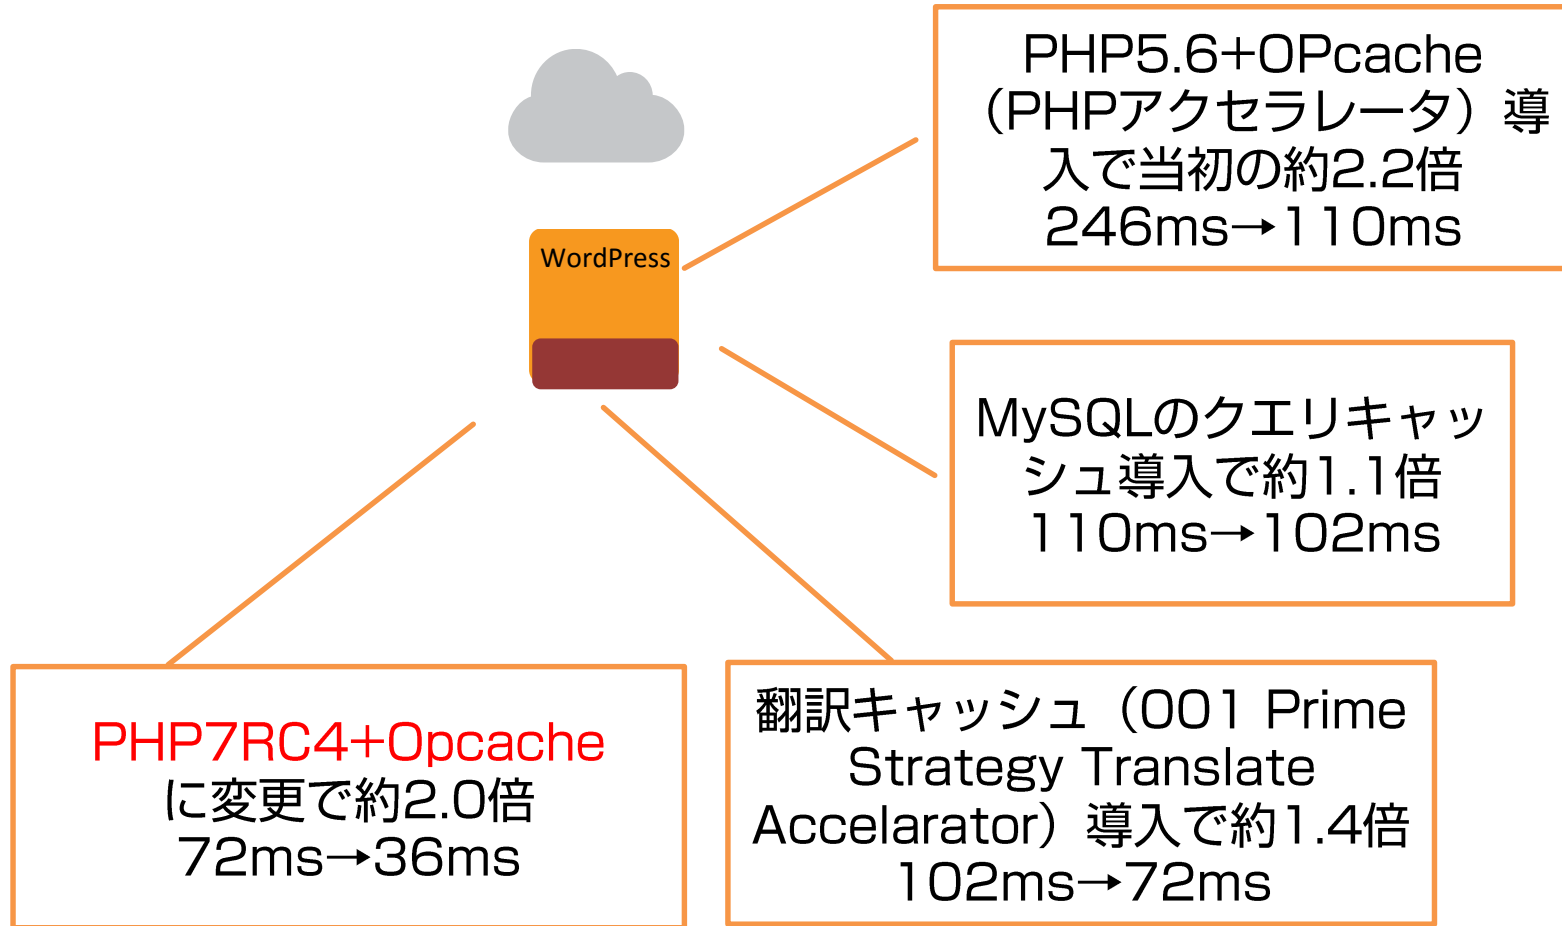 WordPress
PHP5.6+OPcache
（PHPアクセラレータ）導
入で当初の約2.2倍
246ms→110ms
MySQLのクエリキャッ
シュ導入で約1.1倍
110ms→102ms
翻訳キャッシュ（001 Prime
Strategy Translate
Accelarator）導入で約1.4倍
102ms→72ms
PHP7RC4+Opcache
に変更で約2.0倍
72ms→36ms